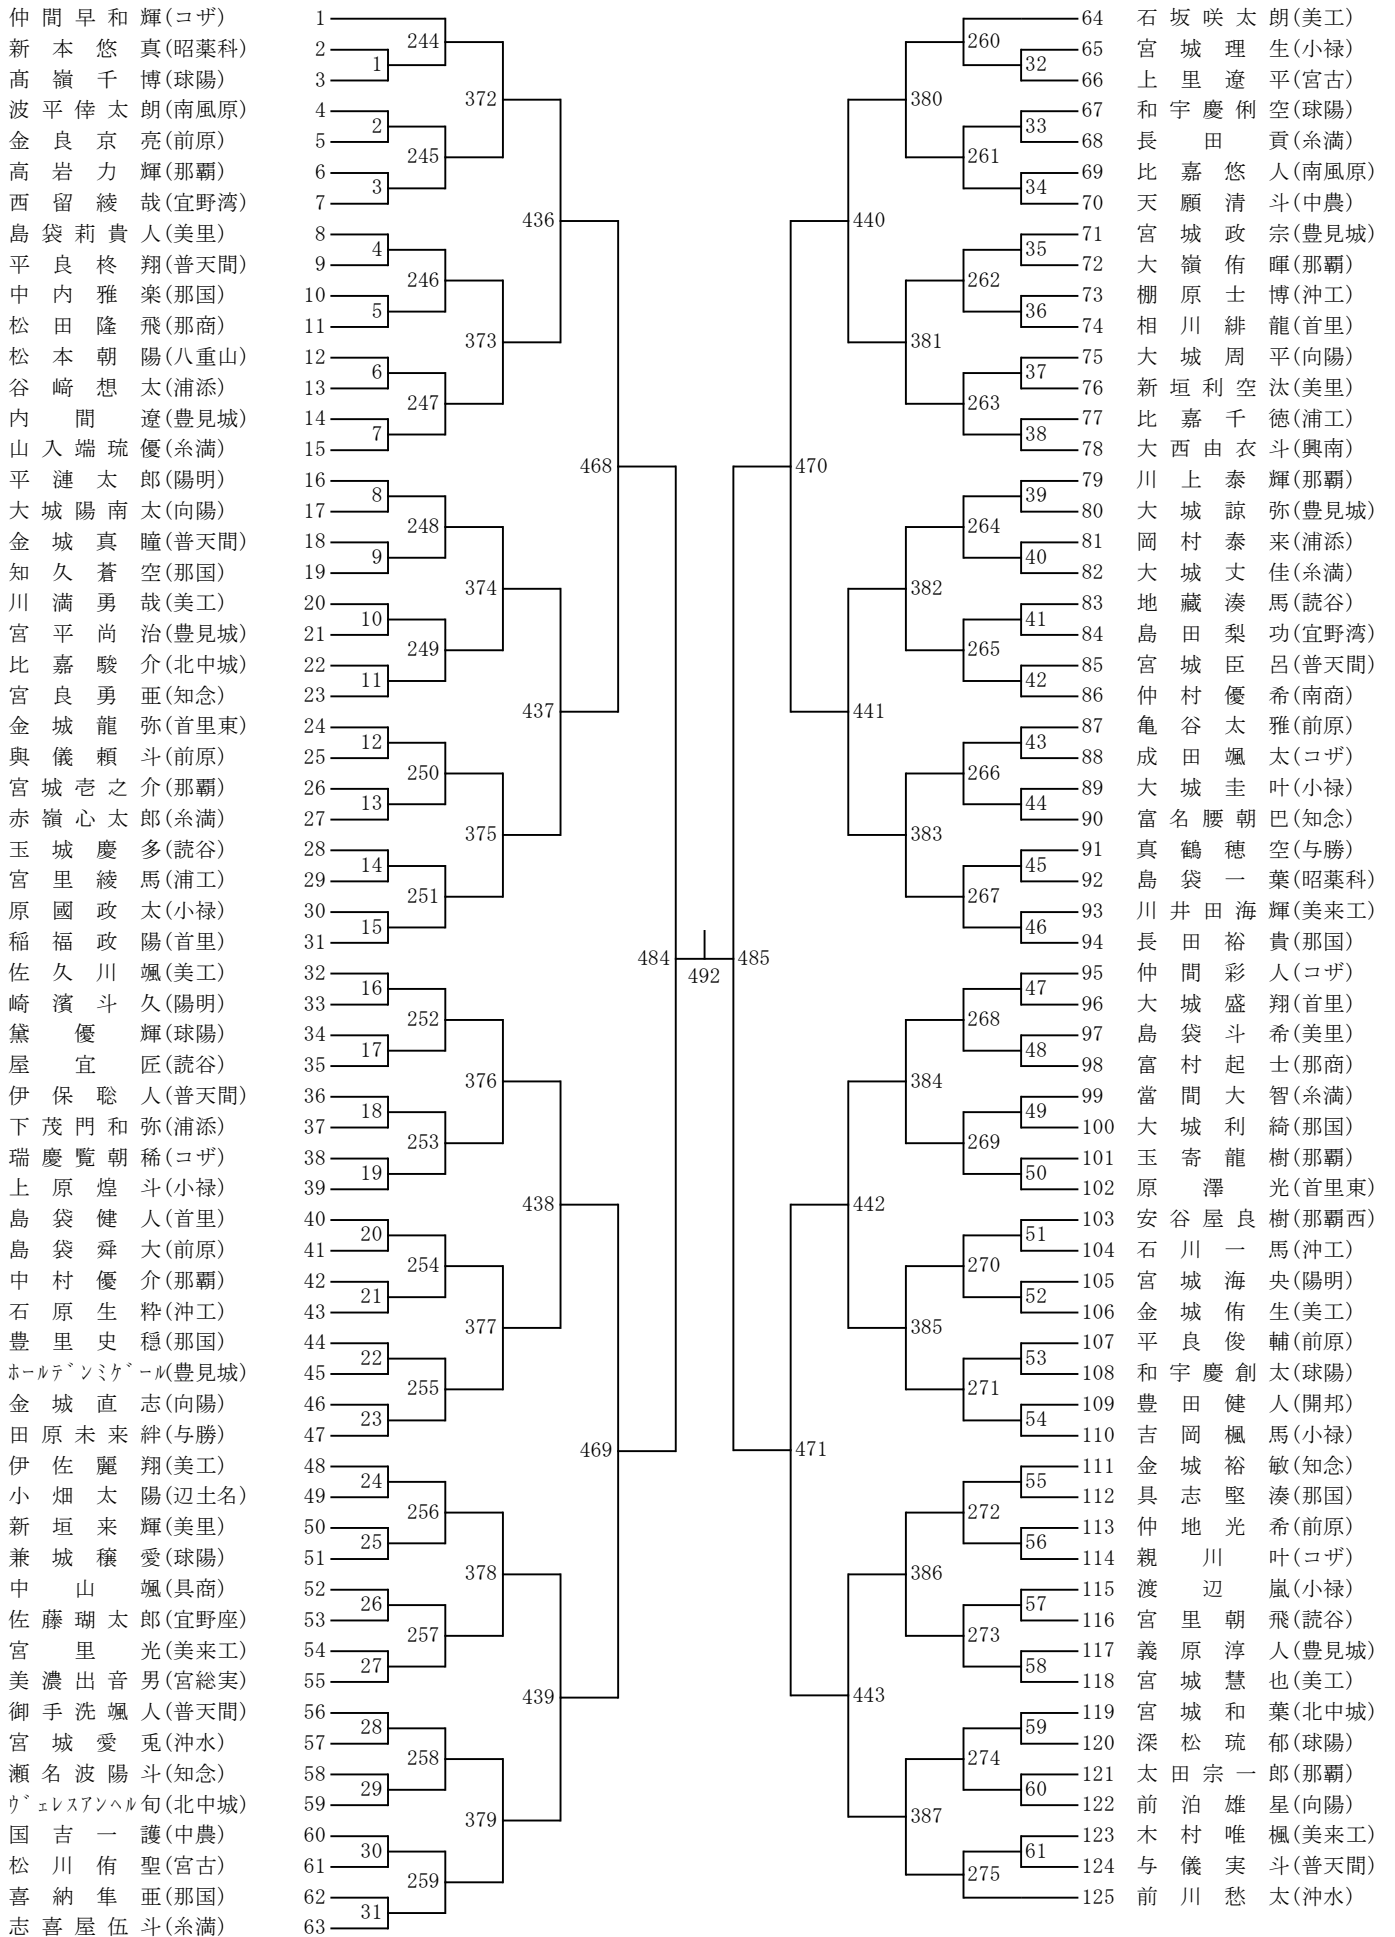 仲間早和輝(コザ) 1
新本悠真(昭薬科) 2
髙嶺千博(球陽) 3
波平倖太朗(南風原) 4
金良京亮(前原) 5
高岩力輝(那覇) 6
西留綾哉(宜野湾) 7
島袋莉貴人(美里) 8
平良柊翔(普天間) 9
中内雅楽(那国) 10
松田隆飛(那商) 11
松本朝陽(八重山) 12
谷﨑想太(浦添) 13
内間遼(豊見城) 14
山入端琉優(糸満) 15
平漣太郎(陽明) 16
大城陽南太(向陽) 17
金城真瞳(普天間) 18
知久蒼空(那国) 19
川満勇哉(美工) 20
宮平尚治(豊見城) 21
比嘉駿介(北中城) 22
宮良勇亜(知念) 23
金城龍弥(首里東) 24
與儀頼斗(前原) 25
宮城壱之介(那覇) 26
赤嶺心太郎(糸満) 27
玉城慶多(読谷) 28
宮里綾馬(浦工) 29
原國政太(小禄) 30
稲福政陽(首里) 31
佐久川颯(美工) 32
崎濱斗久(陽明) 33
黛優輝(球陽) 34
屋宜匠(読谷) 35
伊保聡人(普天間) 36
下茂門和弥(浦添) 37
瑞慶覧朝稀(コザ) 38
上原煌斗(小禄) 39
島袋健人(首里) 40
島袋舜大(前原) 41
中村優介(那覇) 42
石原生粋(沖工) 43
豊里史穏(那国) 44
ホールデンミゲール(豊見城) 45
金城直志(向陽) 46
田原未来絆(与勝) 47
伊佐麗翔(美工) 48
小畑太陽(辺土名) 49
新垣来輝(美里) 50
兼城穣愛(球陽) 51
中山颯(具商) 52
佐藤瑚太郎(宜野座) 53
宮里光(美来工) 54
美濃出音男(宮総実) 55
御手洗颯人(普天間) 56
宮城愛兎(沖水) 57
瀬名波陽斗(知念) 58
ヴェレスアンヘル旬(北中城) 59
国吉一護(中農) 60
松川侑聖(宮古) 61
喜納隼亜(那国) 62
志喜屋伍斗(糸満) 63
1
2
3
4
5
6
7
8
9
10
11
12
13
14
15
16
17
18
19
20
21
22
23
24
25
26
27
28
29
30
31
244
245
246
247
248
249
250
251
252
253
254
255
256
257
258
259
372
373
374
375
376
377
378
379
436
437
438
439
468
469
484
492
485
470
471
440
441
442
443
380
381
382
383
384
385
386
387
260
261
262
263
264
265
266
267
268
269
270
271
272
273
274
275
32
33
34
35
36
37
38
39
40
41
42
43
44
45
46
47
48
49
50
51
52
53
54
55
56
57
58
59
60
61
64 石坂咲太朗(美工)
65 宮城理生(小禄)
66 上里遼平(宮古)
67 和宇慶俐空(球陽)
68 長田貢(糸満)
69 比嘉悠人(南風原)
70 天願清斗(中農)
71 宮城政宗(豊見城)
72 大嶺侑暉(那覇)
73 棚原士博(沖工)
74 相川緋龍(首里)
75 大城周平(向陽)
76 新垣利空汰(美里)
77 比嘉千徳(浦工)
78 大西由衣斗(興南)
79 川上泰輝(那覇)
80 大城諒弥(豊見城)
81 岡村泰来(浦添)
82 大城丈佳(糸満)
83 地藏湊馬(読谷)
84 島田梨功(宜野湾)
85 宮城臣呂(普天間)
86 仲村優希(南商)
87 亀谷太雅(前原)
88 成田颯太(コザ)
89 大城圭叶(小禄)
90 富名腰朝巴(知念)
91 真鶴穂空(与勝)
92 島袋一葉(昭薬科)
93 川井田海輝(美来工)
94 長田裕貴(那国)
95 仲間彩人(コザ)
96 大城盛翔(首里)
97 島袋斗希(美里)
98 富村起士(那商)
99 當間大智(糸満)
100 大城利綺(那国)
101 玉寄龍樹(那覇)
102 原澤光(首里東)
103 安谷屋良樹(那覇西)
104 石川一馬(沖工)
105 宮城海央(陽明)
106 金城侑生(美工)
107 平良俊輔(前原)
108 和宇慶創太(球陽)
109 豊田健人(開邦)
110 吉岡楓馬(小禄)
111 金城裕敏(知念)
112 具志堅湊(那国)
113 仲地光希(前原)
114 親川叶(コザ)
115 渡辺嵐(小禄)
116 宮里朝飛(読谷)
117 義原淳人(豊見城)
118 宮城慧也(美工)
119 宮城和葉(北中城)
120 深松琉郁(球陽)
121 太田宗一郎(那覇)
122 前泊雄星(向陽)
123 木村唯楓(美来工)
124 与儀実斗(普天間)
125 前川愁太(沖水)